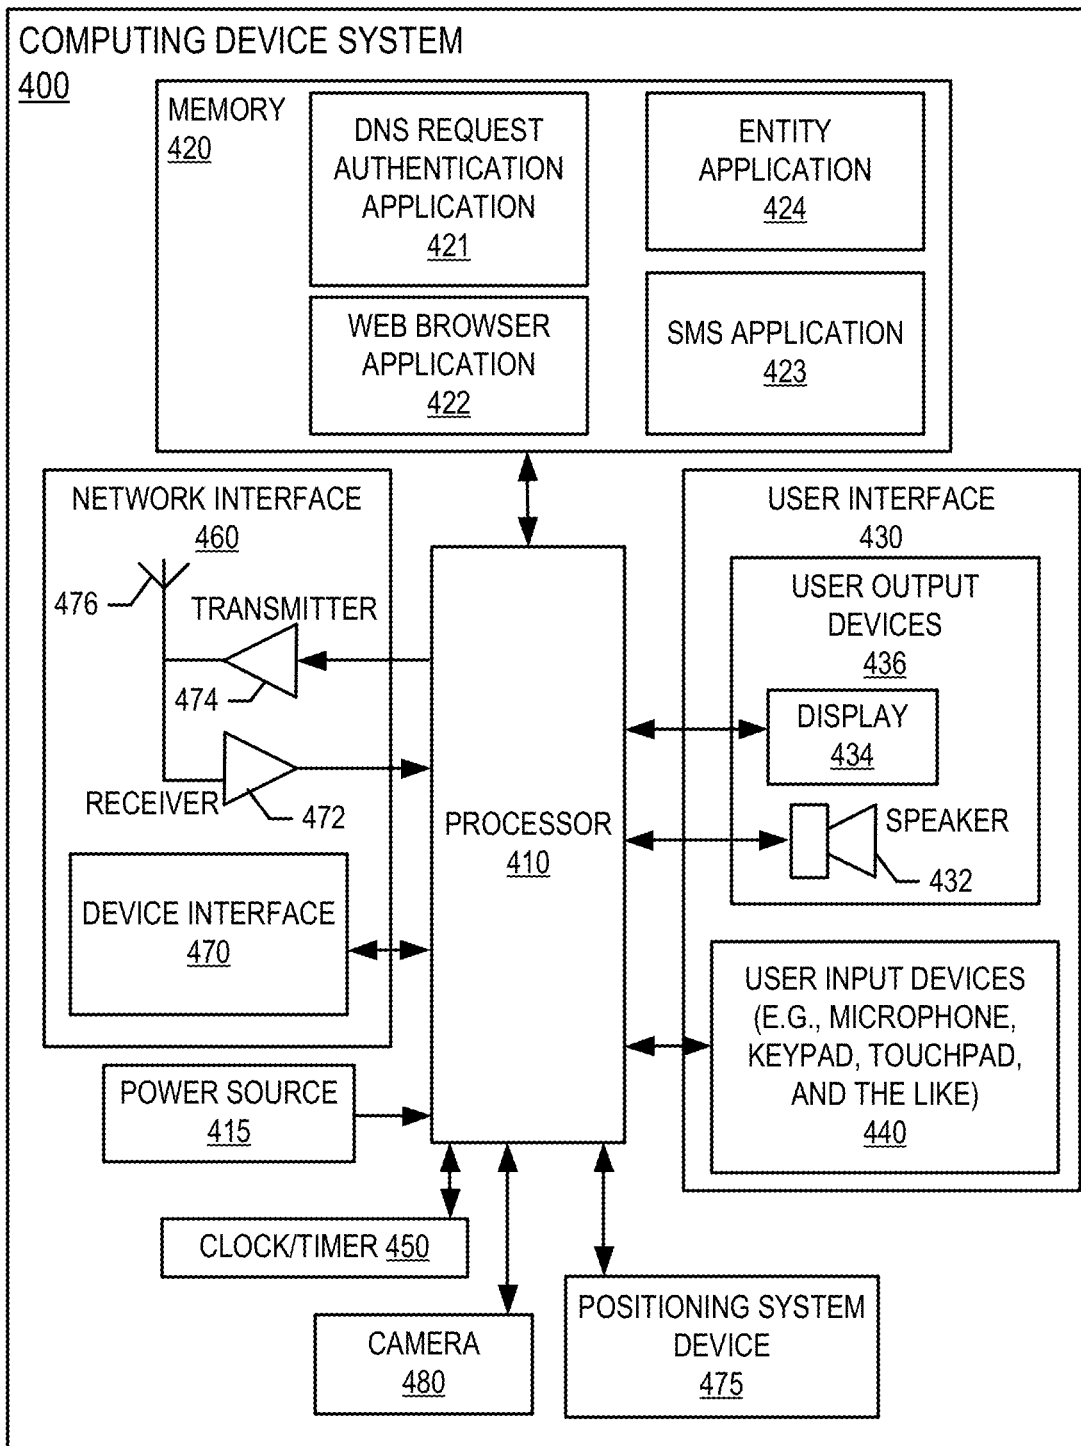 COMPUTING DEVICE SYSTEM
400
MEMORY
420
DNS REQUEST
AUTHENTICATION
APPLICATION
421
ENTITY
APPLICATION
424
WEB BROWSER
APPLICATION
422
SMS APPLICATION
423
NETWORK INTERFACE
460
476
TRANSMITTER
474
RECEIVER
472
DEVICE INTERFACE
470
PROCESSOR
410
USER INTERFACE
430
USER OUTPUT
DEVICES
436
DISPLAY
434
SPEAKER
432
USER INPUT DEVICES
(E.G., MICROPHONE,
KEYPAD, TOUCHPAD,
AND THE LIKE)
440
POWER SOURCE
415
CLOCK/TIMER 450
CAMERA
480
POSITIONING SYSTEM
DEVICE
475